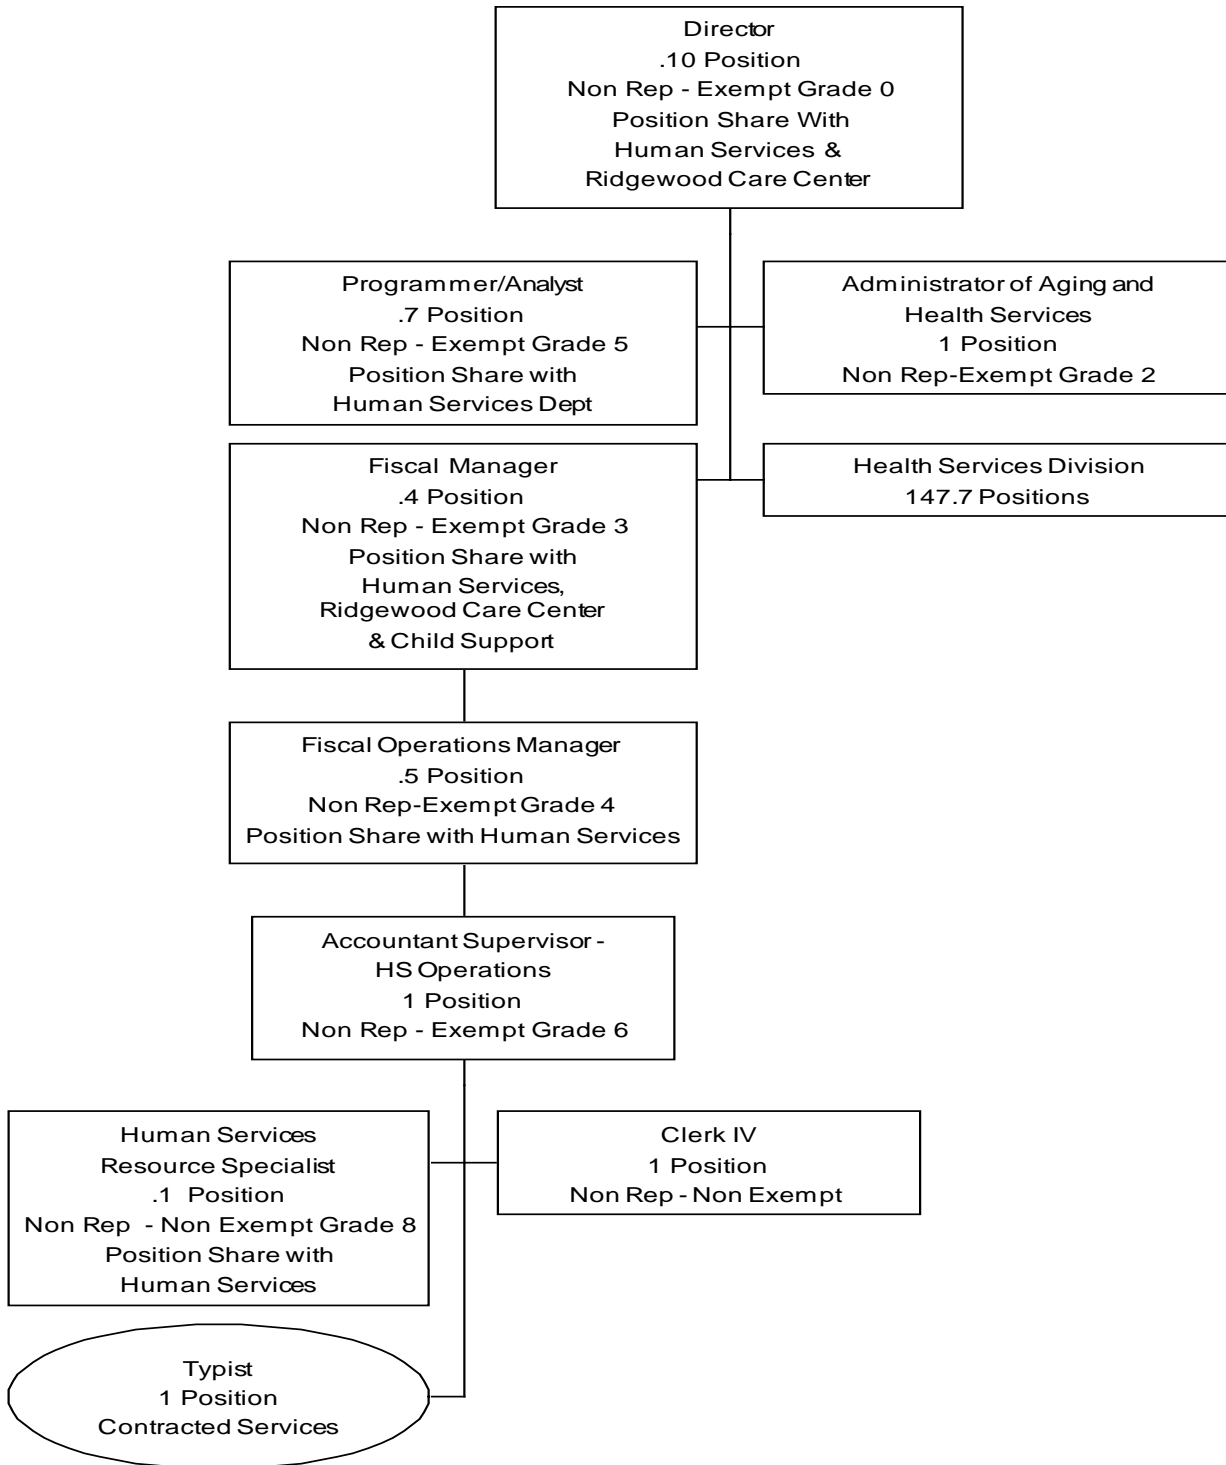 Director
.10 Position
Non Rep - Exempt Grade 0
Position Share With
Human Services &
Ridgewood Care Center
Programmer/Analyst
.7 Position
Non Rep - Exempt Grade 5
Position Share with
Human Services Dept
Administrator of Aging and
Health Services
1 Position
Non Rep-Exempt Grade 2
Fiscal Manager
.4 Position
Non Rep - Exempt Grade 3
Position Share with
Human Services,
Ridgewood Care Center
& Child Support
Health Services Division
147.7 Positions
Fiscal Operations Manager
.5 Position
Non Rep-Exempt Grade 4
Position Share with Human Services
Accountant Supervisor -
HS Operations
1 Position
Non Rep - Exempt Grade 6
Human Services
Resource Specialist
.1 Position
Non Rep - Non Exempt Grade 8
Position Share with
Human Services
Clerk IV
1 Position
Non Rep - Non Exempt
Typist
1 Position
Contracted Services